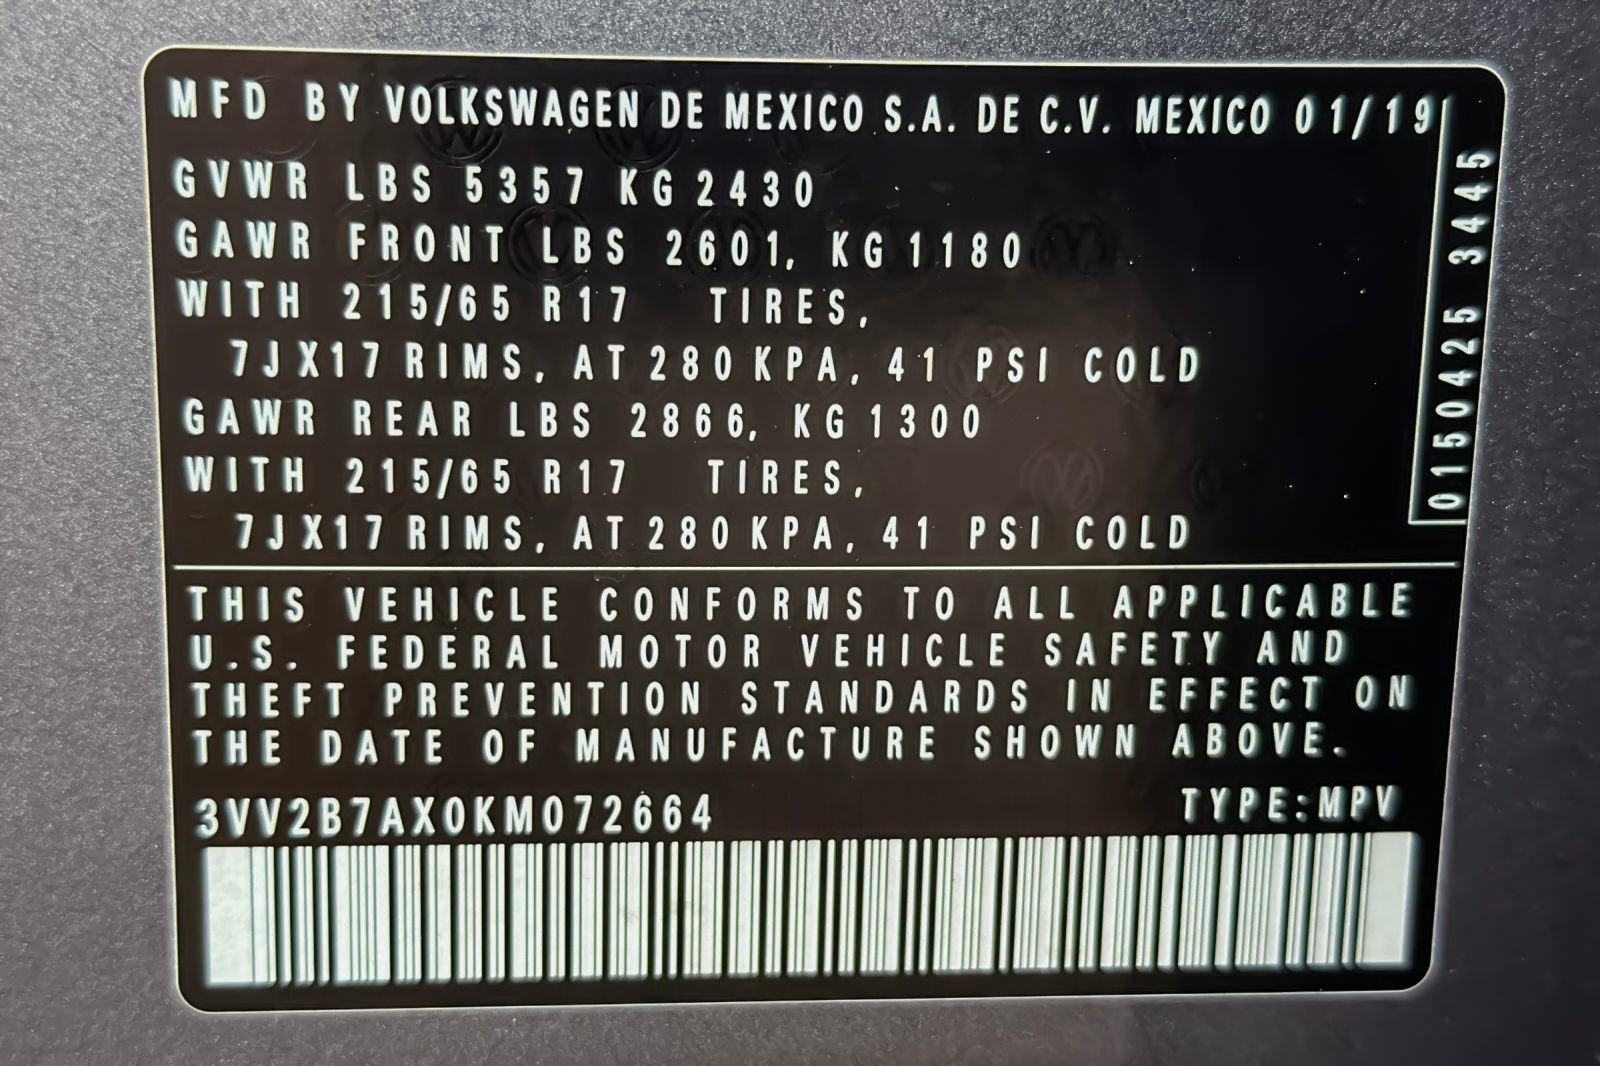 MFD BY VOLKSWAGEN DE MEXICO S.A. DE C.V. MEXICO 01/19
GVWR LBS 5357 KG 2430
GAWR FRONT LBS 2601, KG 1180
WITH 215/65 R17 TIRES,
7JX17 RIMS, AT 280 KPA, 41 PSI COLD
GAWR REAR LBS 2866, KG 1300
WITH 215/65 R17 TIRES,
7JX17 RIMS, AT 280 KPA, 41 PSI COLD
0150425 3445
THIS VEHICLE CONFORMS TO ALL APPLICABLE
U.S. FEDERAL MOTOR VEHICLE SAFETY AND
THEFT PREVENTION STANDARDS IN EFFECT ON
THE DATE OF MANUFACTURE SHOWN ABOVE.
3VV2B7AX0KM072664 TYPE:MPV